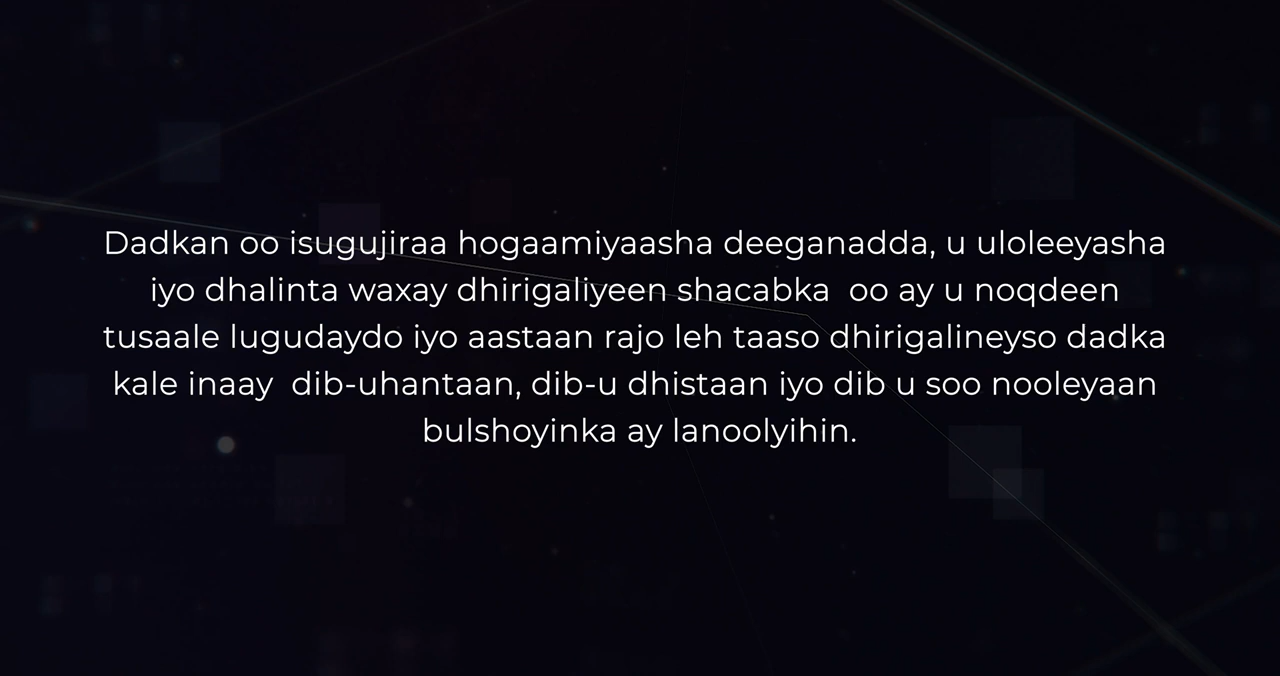 Dadkan oo isugujiraa hogaamiyaasha deeganadda, u uloleeyasha
iyo dhalinta waxay dhirigaliyeen shacabka  oo ay u noqdeen
tusaale lugudaydo iyo aastaan rajo leh taaso dhirigalineyso dadka
kale inaay  dib-uhantaan, dib-u dhistaan iyo dib u soo nooleyaan
bulshoyinka ay lanoolyihin.